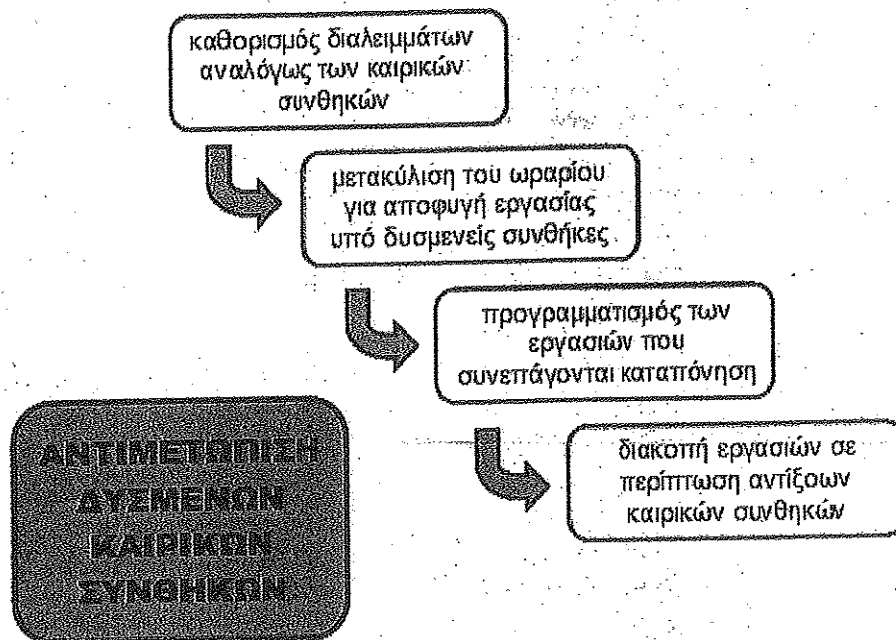 καθορισμός διαλειμμάτων
αναλόγως των καιρικών
συνθηκών
μετακύλιση του ωραρίου
για αποφυγή εργασίας
υπό δυσμενείς συνθήκες
προγραμματισμός των
εργασιών που
συνεπάγονται καταπόνηση
διακοπή εργασιών σε
περίπτωση αντίξοων
καιρικών συνθηκών
ΑΝΤΙΜΕΤΩΠΙΣΗ
ΔΥΣΜΕΝΩΝ
ΚΑΙΡΙΚΩΝ
ΣΥΝΘΗΚΩΝ